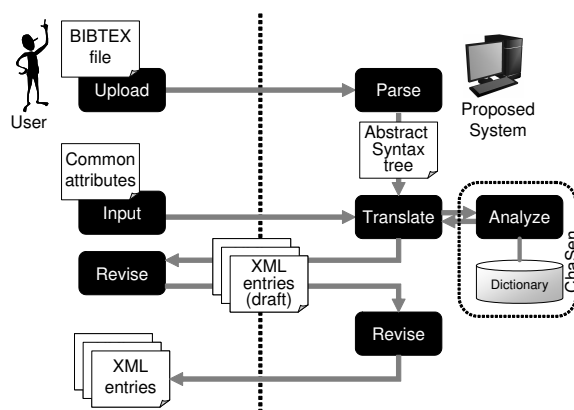 BIBTEX
file
Upload
User
Parse
Proposed
System
Abstract
Syntax
tree
Common
attributes
Input
Translate
Analyze
ChaSen
Dictionary
Revise
XML
entries
(draft)
Revise
XML
entries